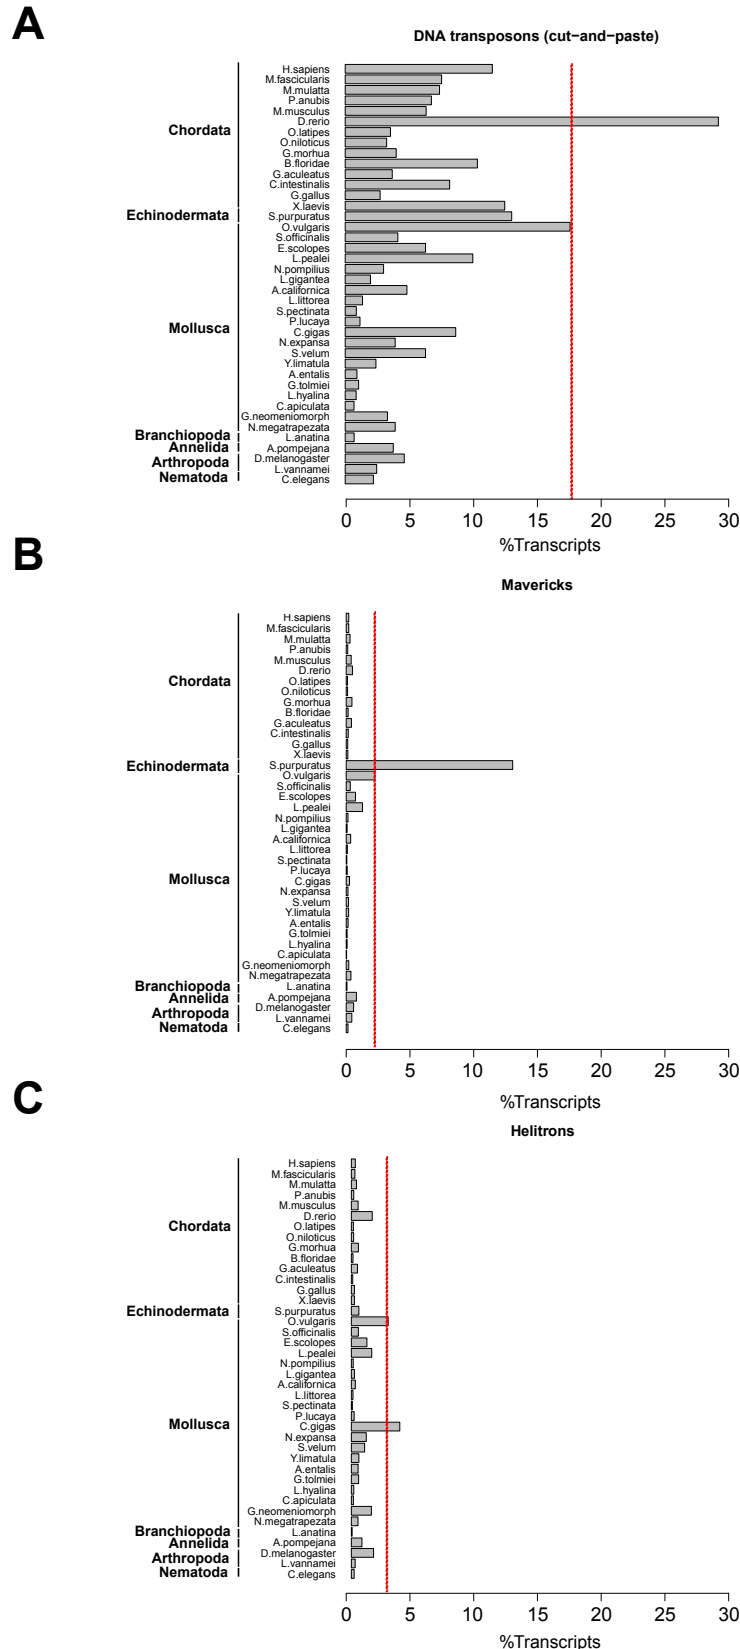 A
DNA transposons (cut−and−paste)
H.sapiens
M.fascicularis
M.mulatta
P.anubis
M.musculus
D.rerio
Chordata
O.latipes
O.niloticus
G.morhua
B.floridae
G.aculeatus
C.intestinalis
G.gallus
X.laevis
Echinodermata
S.purpuratus
O.vulgaris
S.officinalis
E.scolopes
L.pealei
N.pompilius
L.gigantea
A.californica
L.littorea
S.pectinata
P.lucaya
Mollusca
C.gigas
N.expansa
S.velum
Y.limatula
A.entalis
G.tolmiei
L.hyalina
C.apiculata
G.neomeniomorph
N.megatrapezata
Branchiopoda
L.anatina
Annelida
A.pompejana
Arthropoda
D.melanogaster
L.vannamei
Nematoda
C.elegans
0 5 10 15 20 25 30
%Transcripts
B
Mavericks
H.sapiens
M.fascicularis
M.mulatta
P.anubis
M.musculus
D.rerio
Chordata
O.latipes
O.niloticus
G.morhua
B.floridae
G.aculeatus
C.intestinalis
G.gallus
X.laevis
Echinodermata
S.purpuratus
O.vulgaris
S.officinalis
E.scolopes
L.pealei
N.pompilius
L.gigantea
A.californica
L.littorea
S.pectinata
P.lucaya
Mollusca
C.gigas
N.expansa
S.velum
Y.limatula
A.entalis
G.tolmiei
L.hyalina
C.apiculata
G.neomeniomorph
N.megatrapezata
Branchiopoda
L.anatina
Annelida
A.pompejana
Arthropoda
D.melanogaster
L.vannamei
Nematoda
C.elegans
0 5 10 15 20 25 30
%Transcripts
C
Helitrons
H.sapiens
M.fascicularis
M.mulatta
P.anubis
M.musculus
D.rerio
Chordata
O.latipes
O.niloticus
G.morhua
B.floridae
G.aculeatus
C.intestinalis
G.gallus
X.laevis
Echinodermata
S.purpuratus
O.vulgaris
S.officinalis
E.scolopes
L.pealei
N.pompilius
L.gigantea
A.californica
L.littorea
S.pectinata
P.lucaya
Mollusca
C.gigas
N.expansa
S.velum
Y.limatula
A.entalis
G.tolmiei
L.hyalina
C.apiculata
G.neomeniomorph
N.megatrapezata
Branchiopoda
L.anatina
Annelida
A.pompejana
Arthropoda
D.melanogaster
L.vannamei
Nematoda
C.elegans
0 5 10 15 20 25 30
%Transcripts